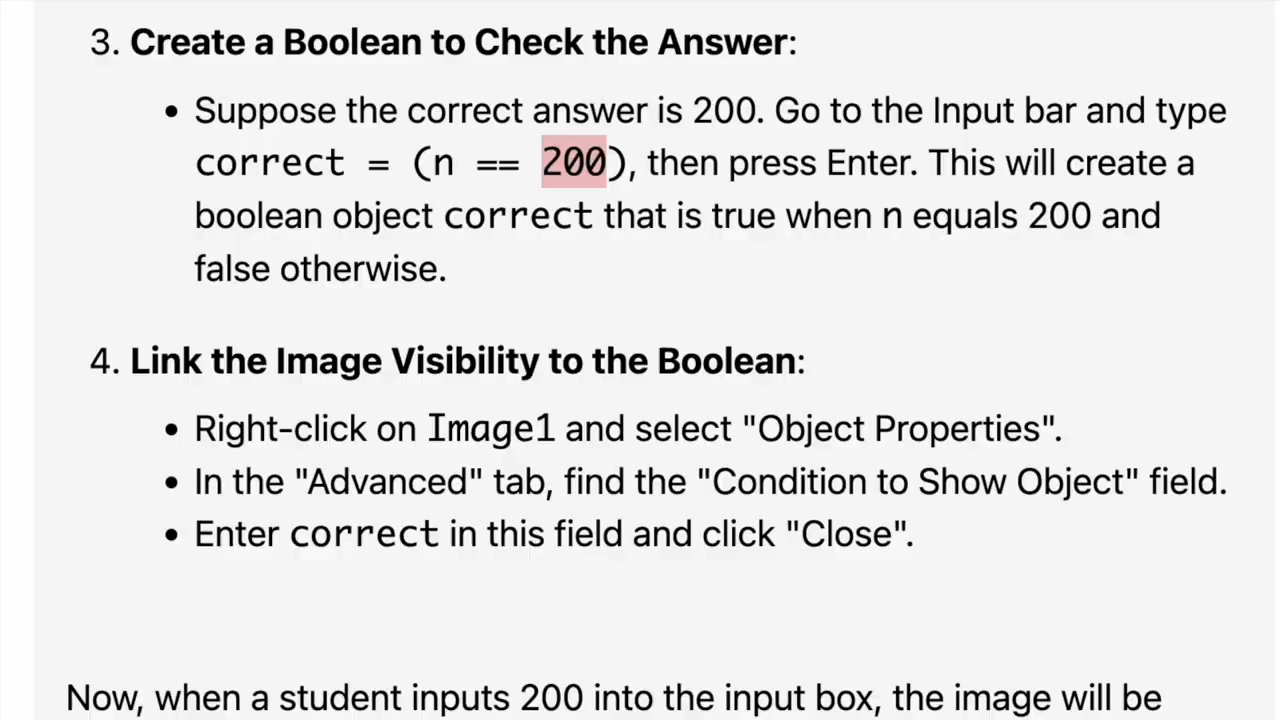 3. Create a Boolean to Check the Answer:
• Suppose the correct answer is 200. Go to the Input bar and type
correct = (n == 200), then press Enter. This will create a
boolean object correct that is true when n equals 200 and
false otherwise.
4. Link the Image Visibility to the Boolean:
• Right-click on Image1 and select "Object Properties".
• In the "Advanced" tab, find the "Condition to Show Object" field.
• Enter correct in this field and click "Close".
Now, when a student inputs 200 into the input box, the image will be